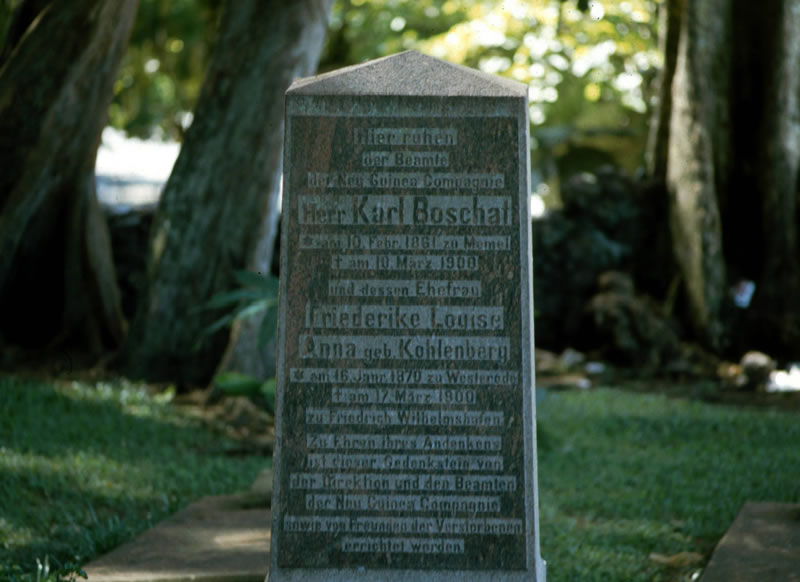 Hier ruhen
der Beamte
der Neu Guinea Compagnie
Herr Karl Boschat
* am 10. Febr. 1861 zu Memel
† am 10. März 1900
und dessen Ehefrau
Friederike Louise
Anna geb. Kohlenberg
* am 16. Janr. 1879 zu Westerode
† am 17. März 1900
zu Friedrich Wilhelmshafen
Zu Ehren ihres Andenkens
ist dieser Gedenkstein von
der Direktion und den Beamten
der Neu Guinea Compagnie
sowie von Freunden der Verstorbenen
errichtet worden